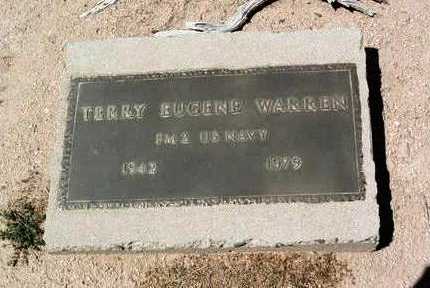 TERRY EUGENE WARREN
FM2 US NAVY
1942 1979